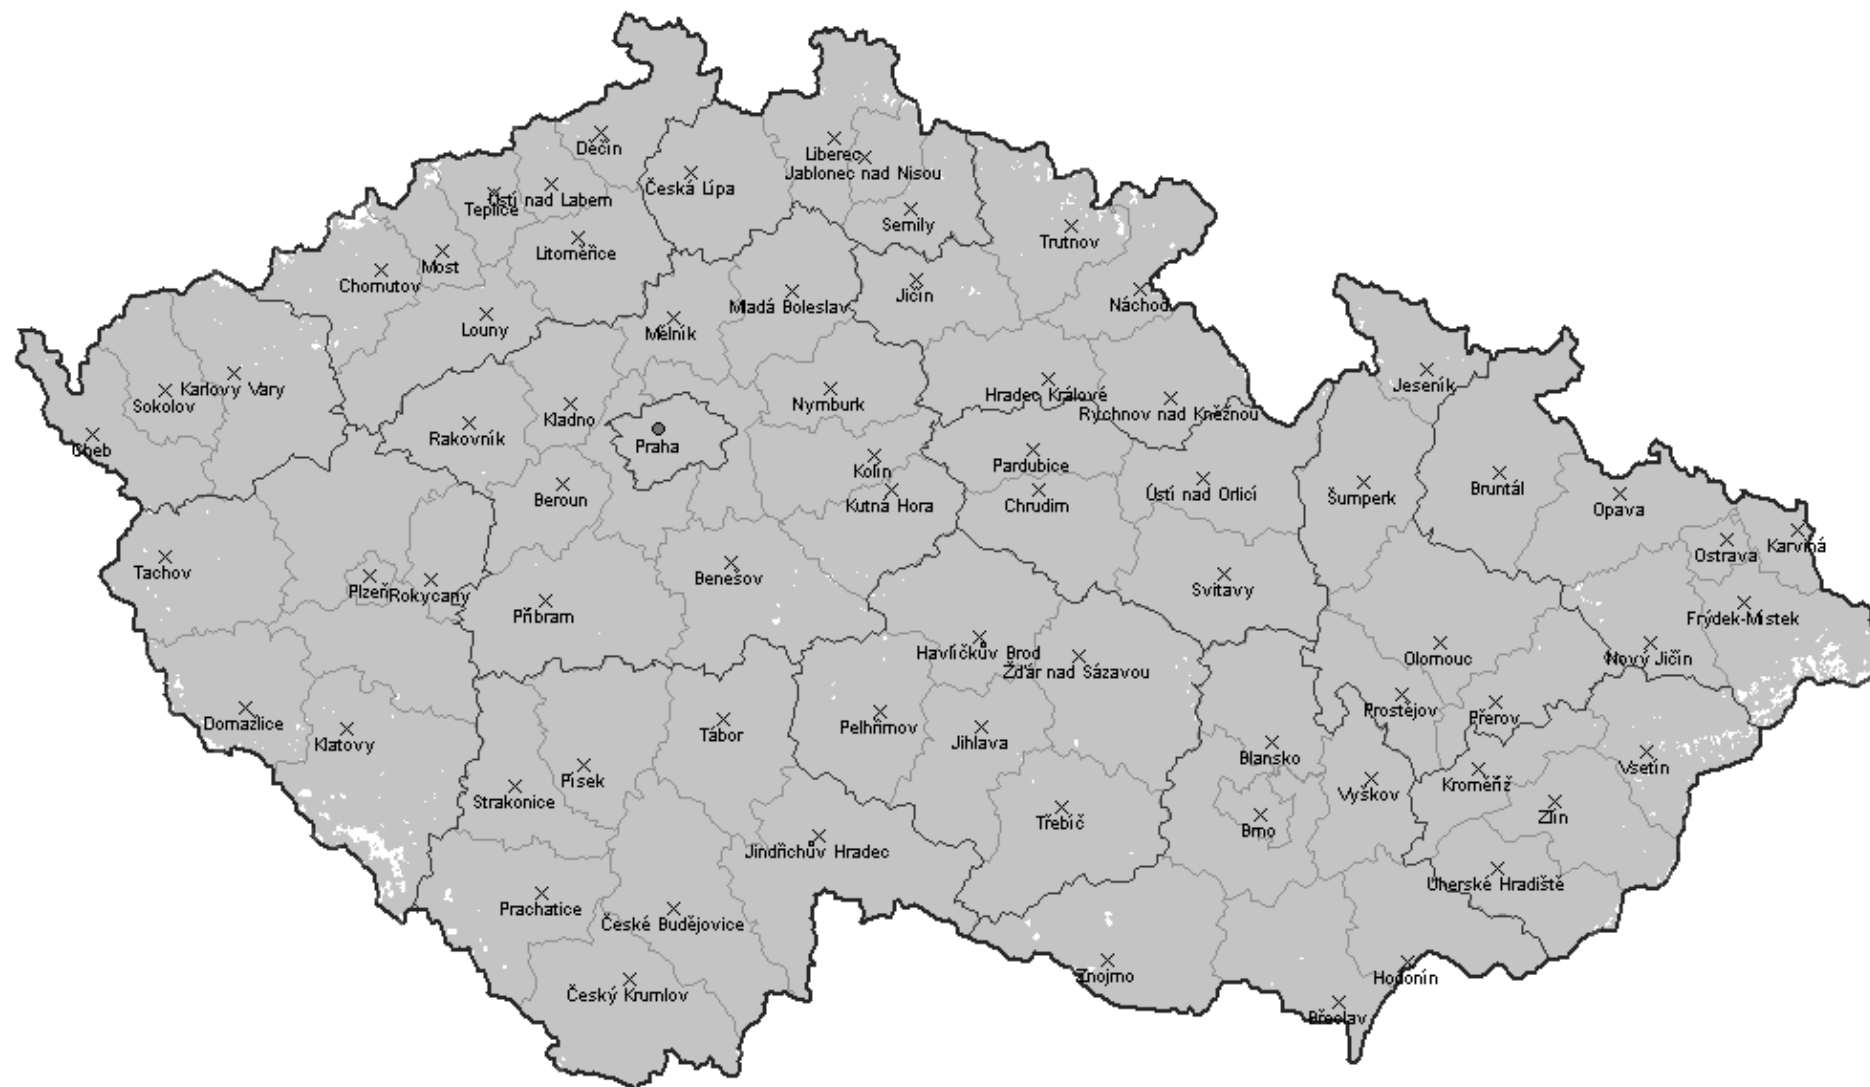 Děčín
Liberec
Jablonec nad Nisou
Česká Lípa
Ústí nad Labem
Teplice
Semily
Trutnov
Litoměřice
Most
Chomutov
Jičín
Náchod
Mladá Boleslav
Louny
Mělník
Karlovy Vary
Sokolov
Jeseník
Hradec Králové
Nymburk
Rychnov nad Kněžnou
Kladno
Rakovník
Praha
Cheb
Pardubice
Kolín
Bruntál
Ústí nad Orlicí
Šumperk
Beroun
Kutná Hora
Chrudim
Opava
Ostrava
Karviná
Tachov
Benešov
Plzeň
Rokycany
Svitavy
Příbram
Frýdek-Místek
Havlíčkův Brod
Olomouc
Nový Jičín
Žďár nad Sázavou
Prostějov
Přerov
Domažlice
Pelhřimov
Tábor
Jihlava
Klatovy
Blansko
Vsetín
Písek
Kroměříž
Vyškov
Strakonice
Zlín
Třebíč
Brno
Jindřichův Hradec
Uherské Hradiště
Prachatice
České Budějovice
Znojmo
Hodonín
Český Krumlov
Břeclav